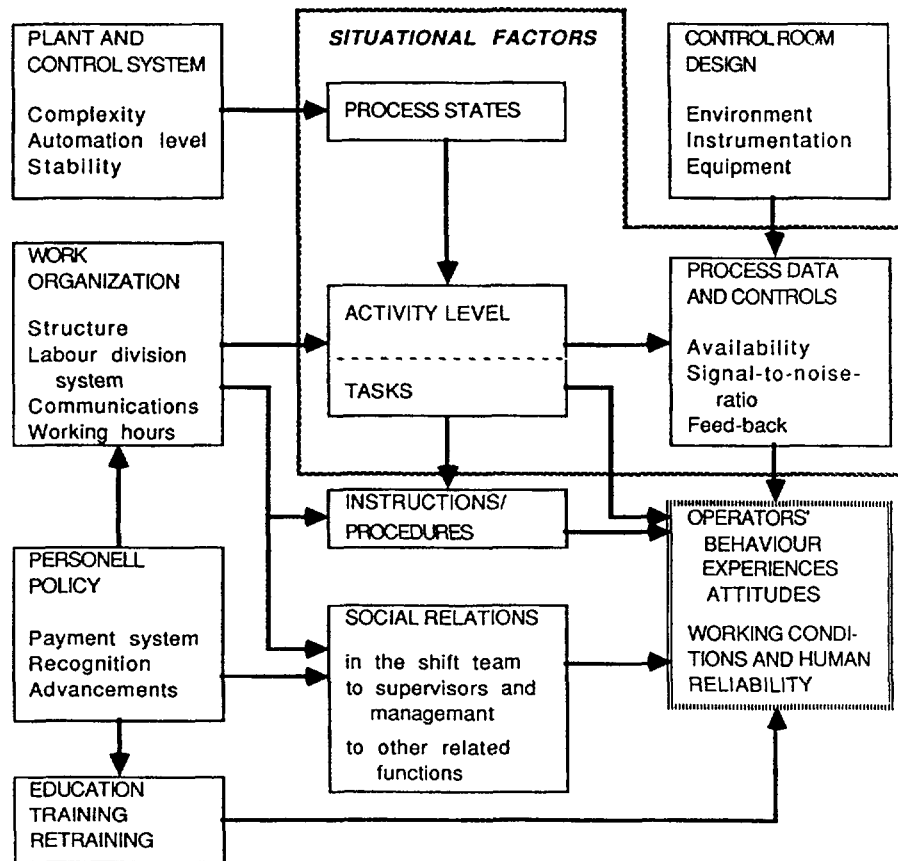 PLANT AND
CONTROL SYSTEM
Complexity
Automation level
Stability
SITUATIONAL FACTORS
PROCESS STATES
CONTROL ROOM
DESIGN
Environment
Instrumentation
Equipment
WORK
ORGANIZATION
Structure
Labour division
system
Communications
Working hours
ACTIVITY LEVEL
TASKS
PROCESS DATA
AND CONTROLS
Availability
Signal-to-noise-
ratio
Feed-back
INSTRUCTIONS/
PROCEDURES
OPERATORS'
BEHAVIOUR
EXPERIENCES
ATTITUDES
WORKING CONDI-
TIONS AND HUMAN
RELIABILITY
PERSONELL
POLICY
Payment system
Recognition
Advancements
SOCIAL RELATIONS
in the shift team
to supervisors and
managemant
to other related
functions
EDUCATION
TRAINING
RETRAINING